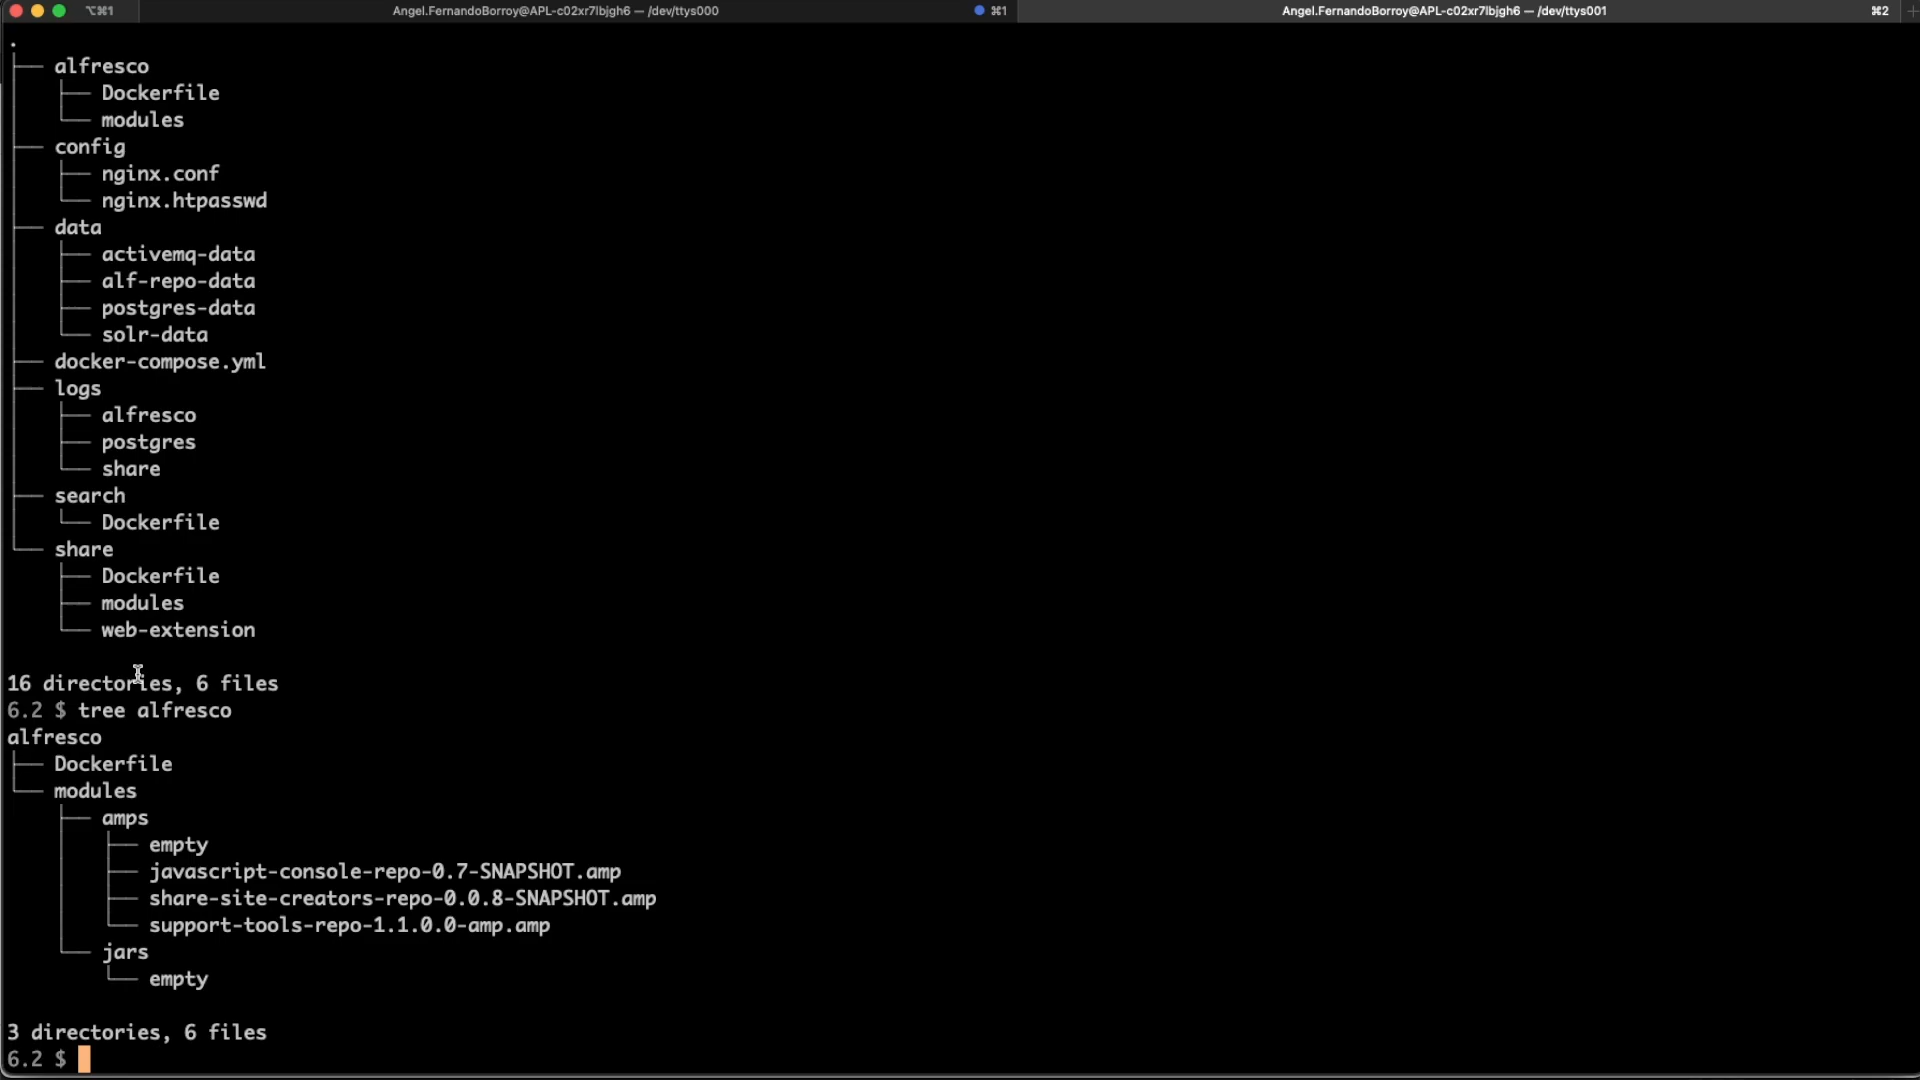 ⌥⌘1
Angel.FernandoBorroy@APL-c02xr7lbjgh6 — /dev/ttys000
⌘1
Angel.FernandoBorroy@APL-c02xr7lbjgh6 — /dev/ttys001
⌘2
.
├── alfresco
│   ├── Dockerfile
│   └── modules
├── config
│   ├── nginx.conf
│   └── nginx.htpasswd
├── data
│   ├── activemq-data
│   ├── alf-repo-data
│   ├── postgres-data
│   └── solr-data
├── docker-compose.yml
├── logs
│   ├── alfresco
│   ├── postgres
│   └── share
├── search
│   └── Dockerfile
└── share
    ├── Dockerfile
    ├── modules
    └── web-extension
16 directories, 6 files
6.2 $ tree alfresco
alfresco
├── Dockerfile
└── modules
    ├── amps
    │   ├── empty
    │   ├── javascript-console-repo-0.7-SNAPSHOT.amp
    │   ├── share-site-creators-repo-0.0.8-SNAPSHOT.amp
    │   └── support-tools-repo-1.1.0.0-amp.amp
    └── jars
        └── empty
3 directories, 6 files
6.2 $